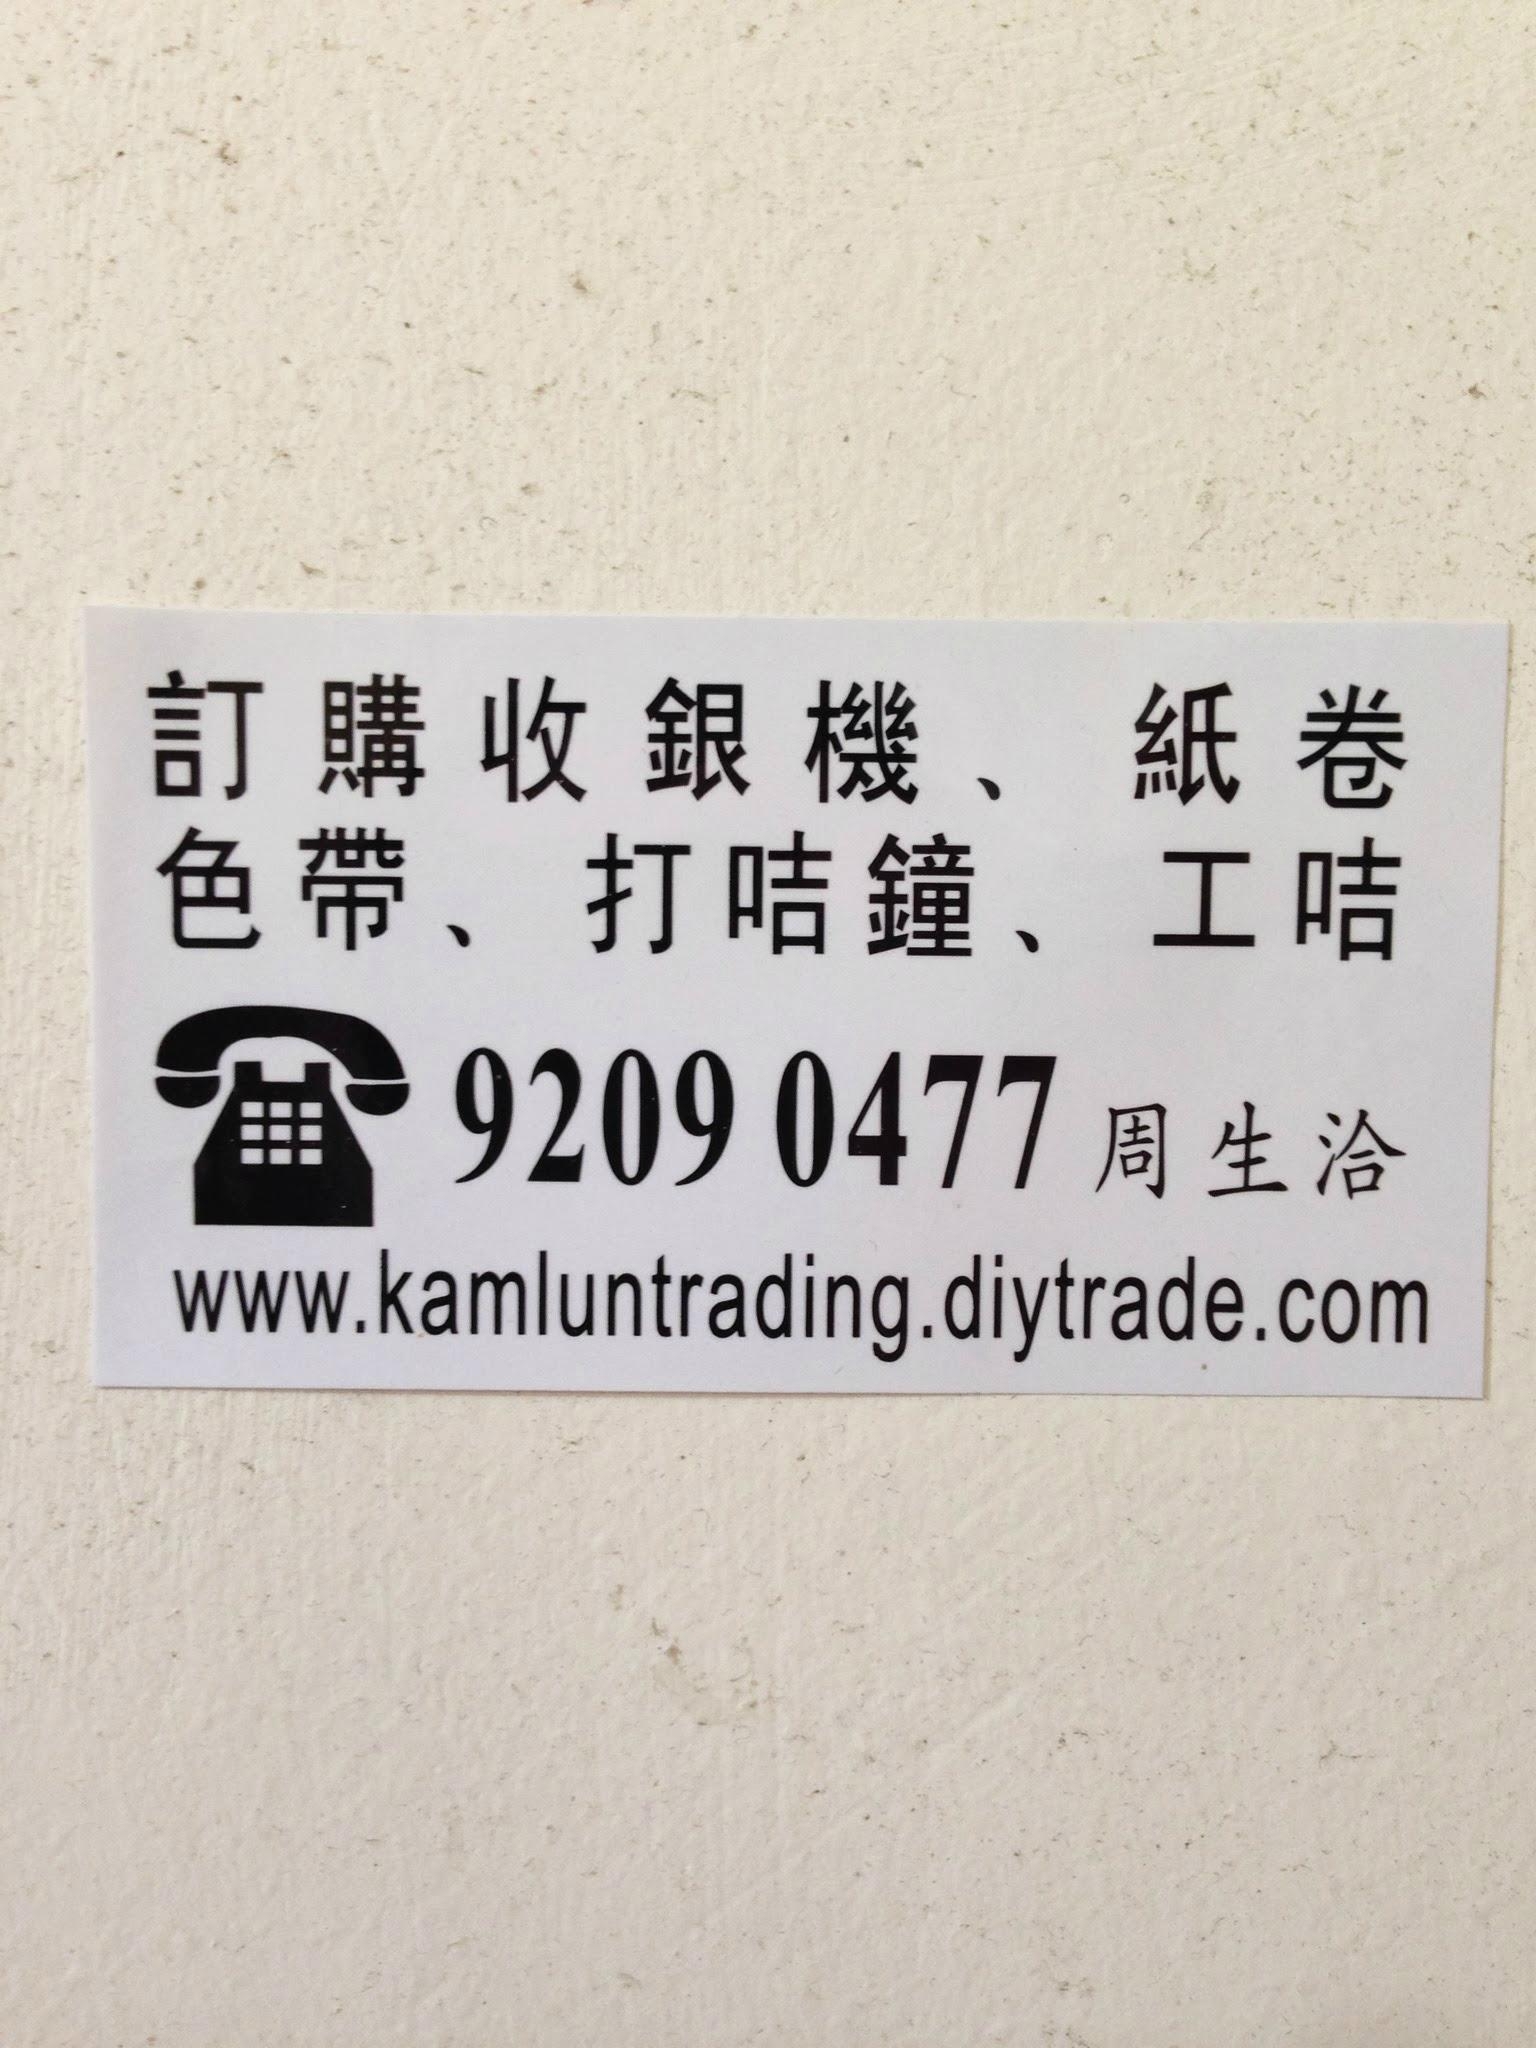 訂購收銀機、紙卷
色帶、打咭鐘、工咭
9209 0477 周生洽
www.kamluntrading.diytrade.com